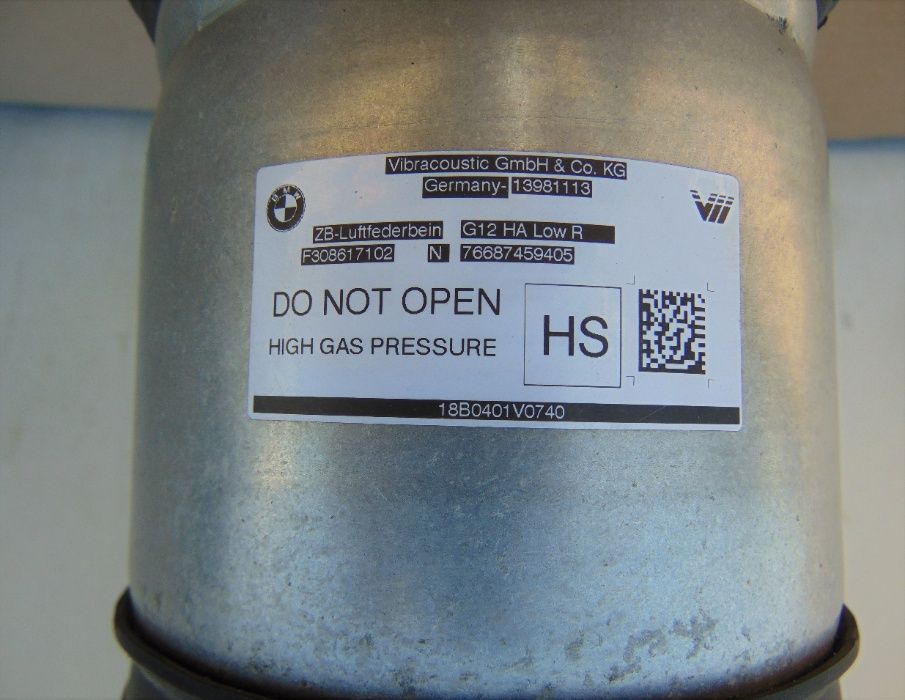 Vibracoustic GmbH & Co. KG
Germany- 13981113
BMW
ZB-Luftfederbein G12 HA Low R
F308617102 N 76687459405
DO NOT OPEN
HIGH GAS PRESSURE
HS
18B0401V0740